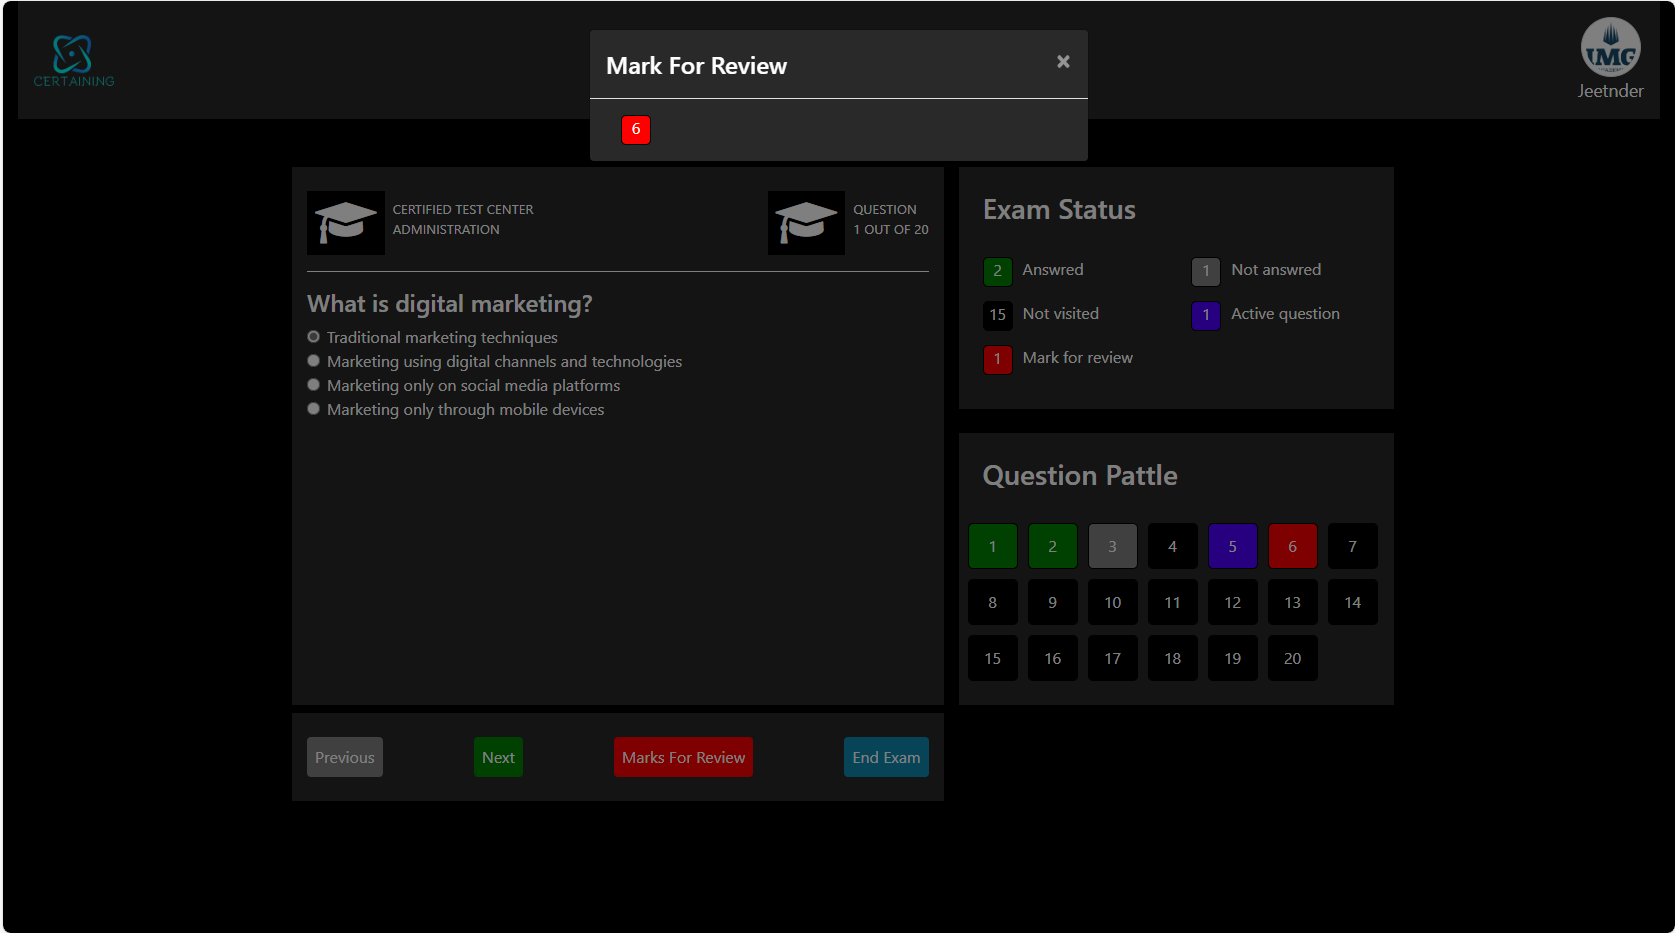 CERTAINING
Mark For Review
×
6
IMG
Jeetnder
CERTIFIED TEST CENTER
ADMINISTRATION
QUESTION
1 OUT OF 20
What is digital marketing?
Traditional marketing techniques
Marketing using digital channels and technologies
Marketing only on social media platforms
Marketing only through mobile devices
Previous
Next
Marks For Review
End Exam
Exam Status
2 Answred
1 Not answred
15 Not visited
1 Active question
1 Mark for review
Question Pattle
1 2 3 4 5 6 7
8 9 10 11 12 13 14
15 16 17 18 19 20